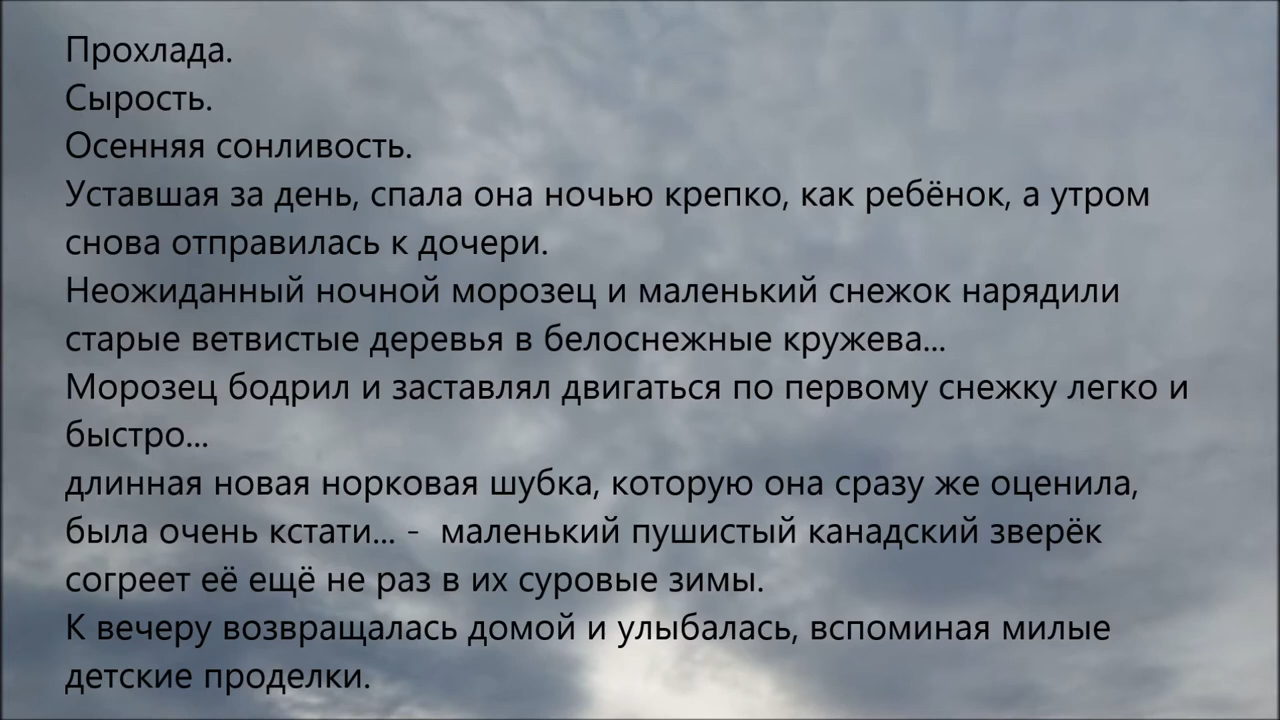 Прохлада.
Сырость.
Осенняя сонливость.
Уставшая за день, спала она ночью крепко, как ребёнок, а утром
снова отправилась к дочери.
Неожиданный ночной морозец и маленький снежок нарядили
старые ветвистые деревья в белоснежные кружева...
Морозец бодрил и заставлял двигаться по первому снежку легко и
быстро...
длинная новая норковая шубка, которую она сразу же оценила,
была очень кстати... -  маленький пушистый канадский зверёк
согреет её ещё не раз в их суровые зимы.
К вечеру возвращалась домой и улыбалась, вспоминая милые
детские проделки.